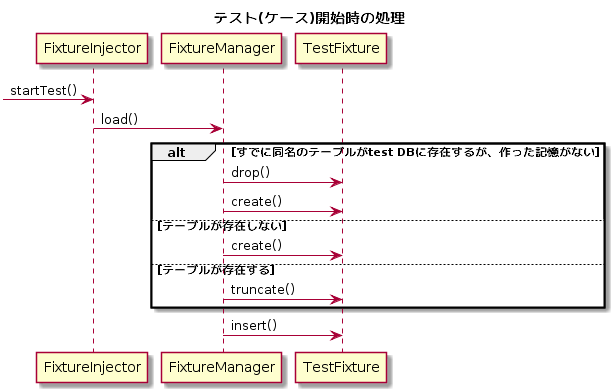 テスト(ケース)開始時の処理
FixtureInjector FixtureManager TestFixture
startTest()
load()
alt [すでに同名のテーブルがtest DBに存在するが、作った記憶がない]
drop()
create()
[テーブルが存在しない]
create()
[テーブルが存在する]
truncate()
insert()
FixtureInjector FixtureManager TestFixture